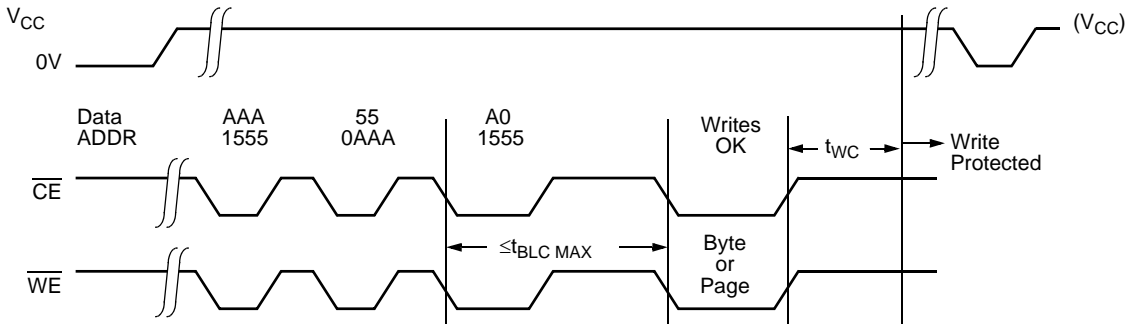 VCC
(VCC)
0V
Data AAA 55 A0 Writes
ADDR 1555 0AAA 1555 OK
tWC
Write
Protected
CE
≤tBLC MAX
Byte
or
Page
WE